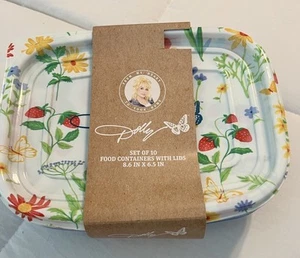 Dolly
SET OF 10
FOOD CONTAINERS WITH LIDS
8.6 IN X 6.5 IN